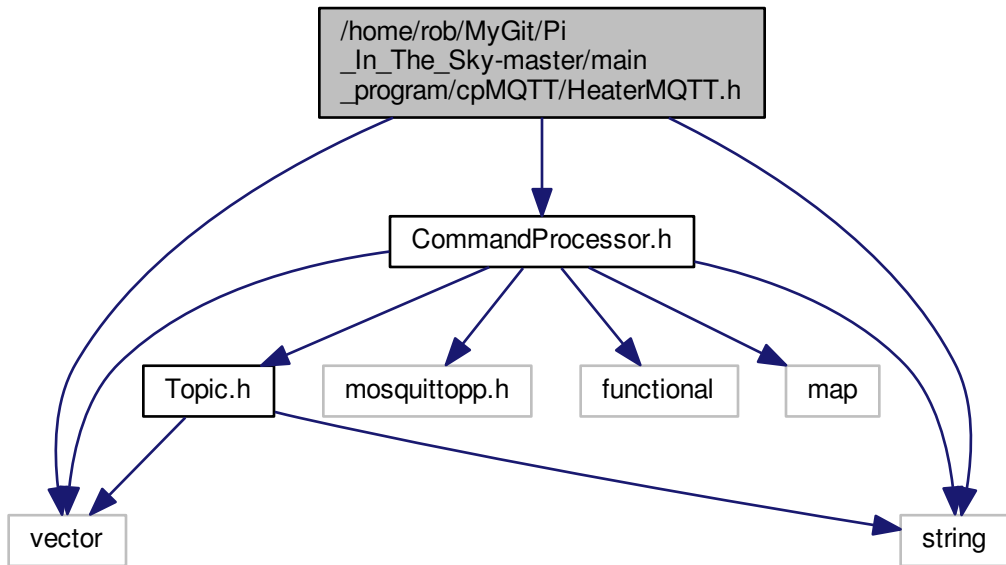 /home/rob/MyGit/Pi
_In_The_Sky-master/main
_program/cpMQTT/HeaterMQTT.h
CommandProcessor.h
Topic.h
mosquittopp.h
functional
map
vector
string